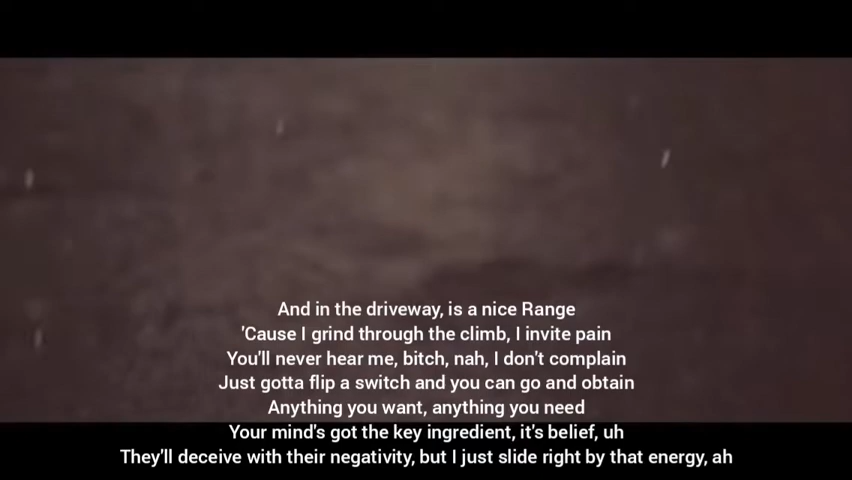 And in the driveway, is a nice Range
'Cause I grind through the climb, I invite pain
You'll never hear me, bitch, nah, I don't complain
Just gotta flip a switch and you can go and obtain
Anything you want, anything you need
Your mind's got the key ingredient, it's belief, uh
They'll deceive with their negativity, but I just slide right by that energy, ah